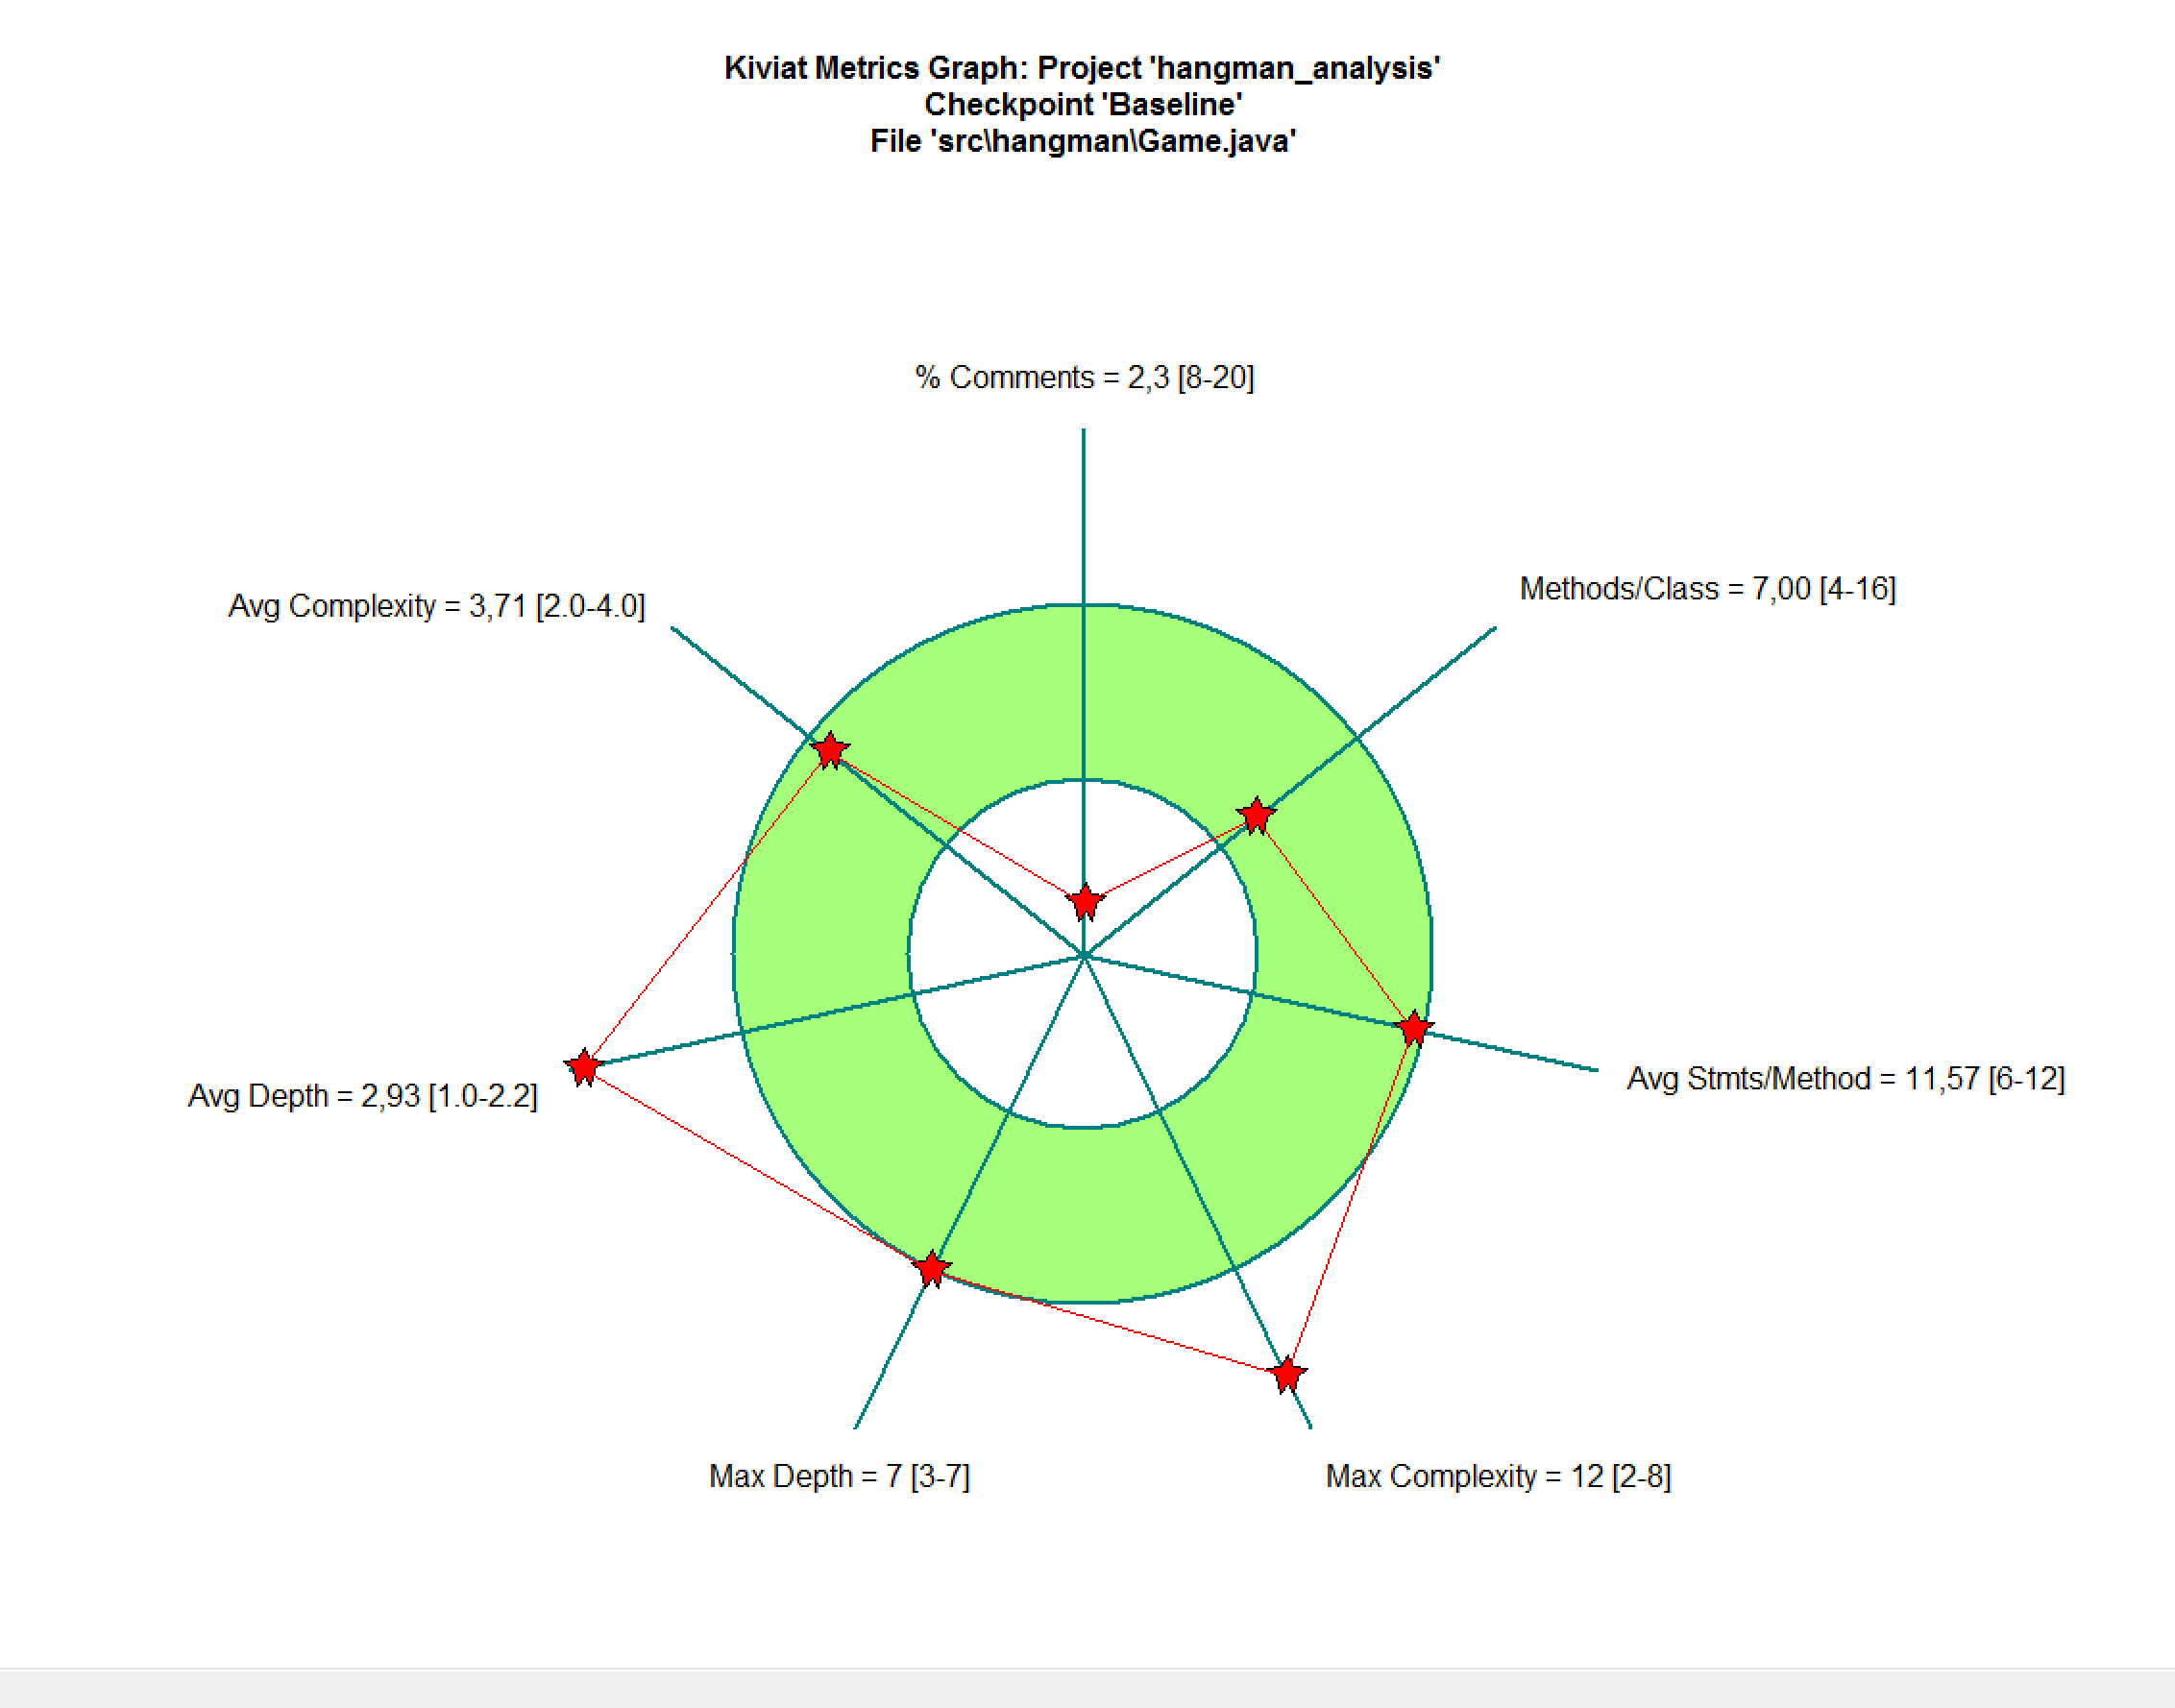 Kiviat Metrics Graph: Project 'hangman_analysis'
Checkpoint 'Baseline'
File 'src\hangman\Game.java'
% Comments = 2,3 [8-20]
Methods/Class = 7,00 [4-16]
Avg Complexity = 3,71 [2.0-4.0]
Avg Stmts/Method = 11,57 [6-12]
Avg Depth = 2,93 [1.0-2.2]
Max Depth = 7 [3-7]
Max Complexity = 12 [2-8]